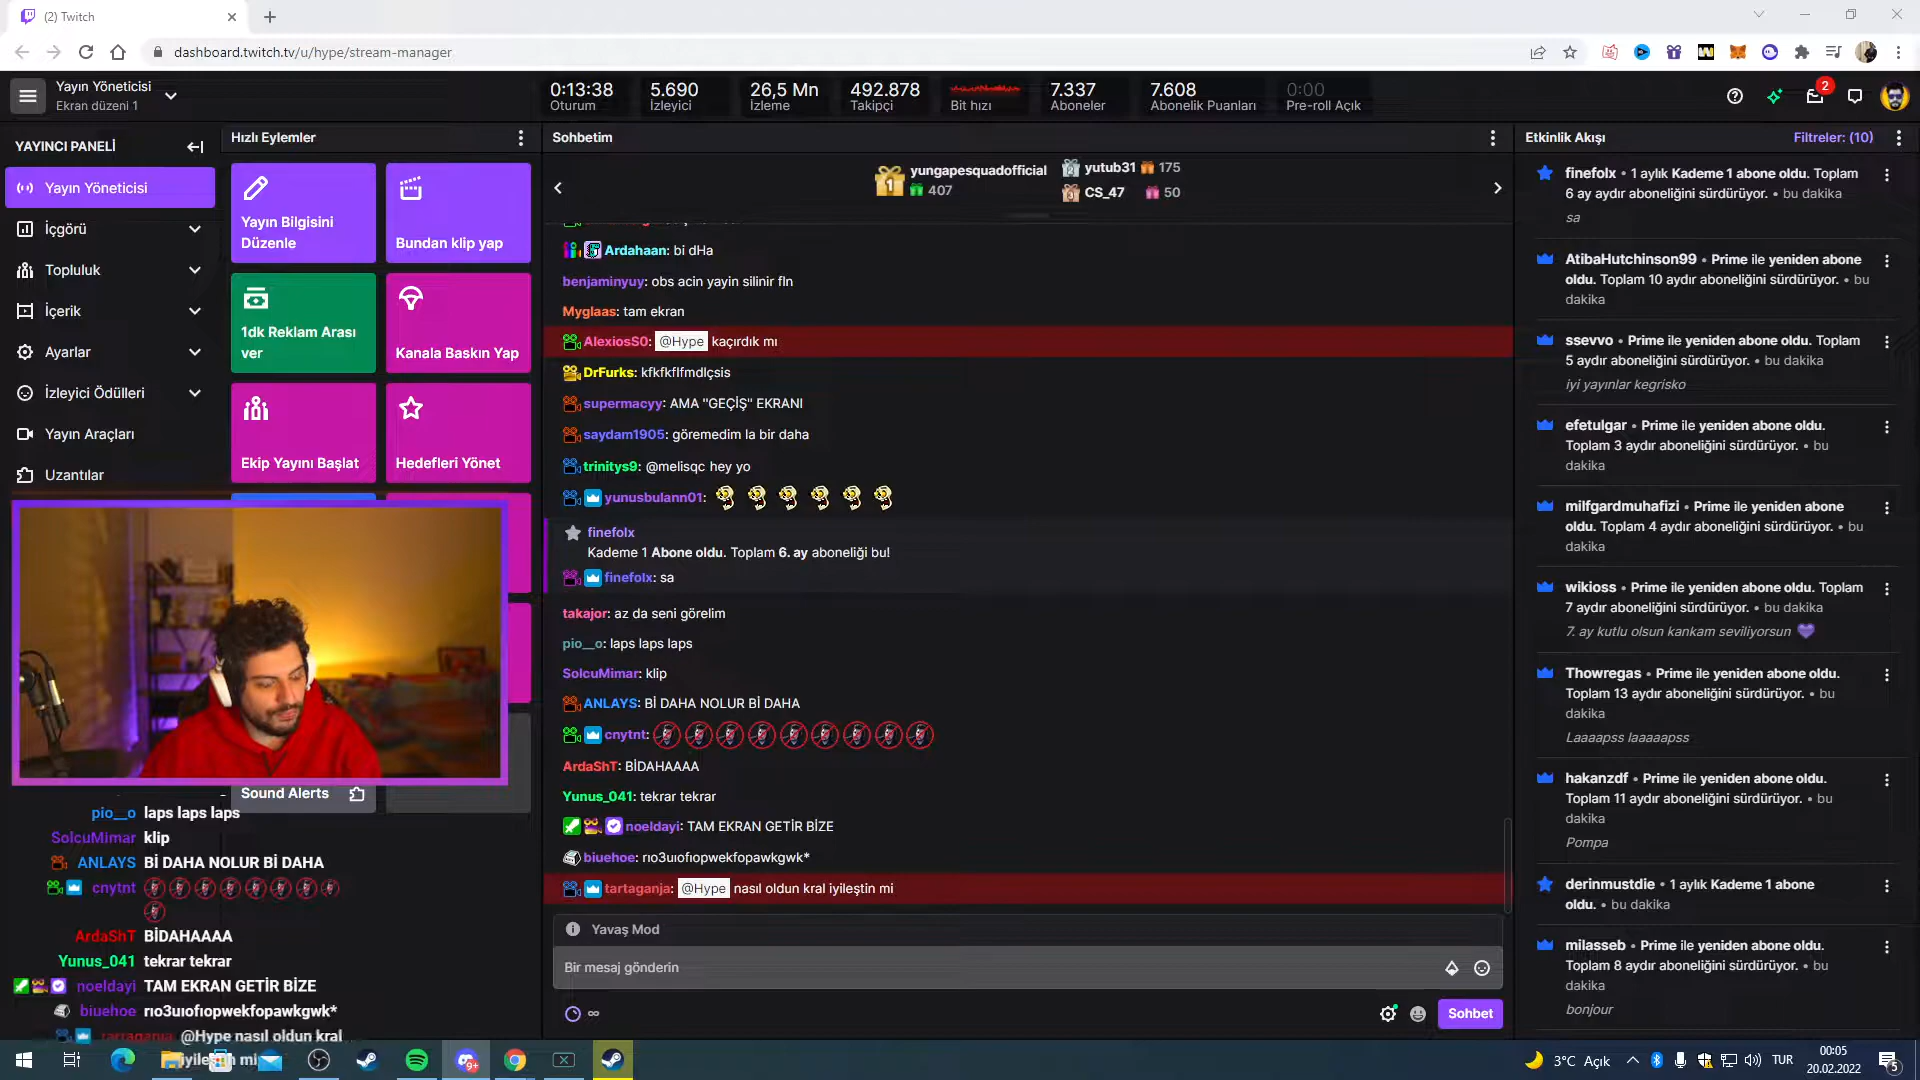 (2) Twitch
dashboard.twitch.tv/u/hype/stream-manager
Yayın Yöneticisi
Ekran düzeni 1
0:13:38
Oturum
5.690
İzleyici
26,5 Mn
İzleme
492.878
Takipçi
Bit hızı
7.337
Aboneler
7.608
Abonelik Puanları
0:00
Pre-roll Açık
2
YAYINCI PANELİ
Yayın Yöneticisi
İçgörü
Topluluk
İçerik
Ayarlar
İzleyici Ödülleri
Yayın Araçları
Uzantılar
Hızlı Eylemler
Yayın Bilgisini
Düzenle
Bundan klip yap
1dk Reklam Arası
ver
Kanala Baskın Yap
Ekip Yayını Başlat
Hedefleri Yönet
Sound Alerts
pio__o laps laps laps
SolcuMimar klip
ANLAYS Bİ DAHA NOLUR Bİ DAHA
cnytnt
ArdaShT BİDAHAAAA
Yunus_041 tekrar tekrar
noeldayi TAM EKRAN GETİR BİZE
biuehoe rıo3uıofıopwekfopawkgwk*
tartaganja @Hype nasıl oldun kral
iyileştin mi
Sohbetim
1
yungapesquadofficial
407
2 yutub31 175
3 CS_47 50
Ardahaan: bi dHa
benjaminyuy: obs acin yayin silinir fln
Myglaas: tam ekran
AlexiosS0: @Hype kaçırdık mı
DrFurks: kfkfkflfmdlçsis
supermacyy: AMA "GEÇİŞ" EKRANI
saydam1905: göremedim la bir daha
trinitys9: @melisqc hey yo
yunusbulann01:
finefolx
Kademe 1 Abone oldu. Toplam 6. ay aboneliği bu!
finefolx: sa
takajor: az da seni görelim
pio__o: laps laps laps
SolcuMimar: klip
ANLAYS: Bİ DAHA NOLUR Bİ DAHA
cnytnt:
ArdaShT: BİDAHAAAA
Yunus_041: tekrar tekrar
noeldayi: TAM EKRAN GETİR BİZE
biuehoe: rıo3uıofıopwekfopawkgwk*
tartaganja: @Hype nasıl oldun kral iyileştin mi
Yavaş Mod
Bir mesaj gönderin
∞
Sohbet
Etkinlik Akışı
Filtreler: (10)
finefolx • 1 aylık Kademe 1 abone oldu. Toplam
6 ay aydır aboneliğini sürdürüyor. • bu dakika
sa
AtibaHutchinson99 • Prime ile yeniden abone
oldu. Toplam 10 aydır aboneliğini sürdürüyor. • bu
dakika
ssevvo • Prime ile yeniden abone oldu. Toplam
5 aydır aboneliğini sürdürüyor. • bu dakika
iyi yayınlar kegrisko
efetulgar • Prime ile yeniden abone oldu.
Toplam 3 aydır aboneliğini sürdürüyor. • bu
dakika
milfgardmuhafizi • Prime ile yeniden abone
oldu. Toplam 4 aydır aboneliğini sürdürüyor. • bu
dakika
wikioss • Prime ile yeniden abone oldu. Toplam
7 aydır aboneliğini sürdürüyor. • bu dakika
7. ay kutlu olsun kankam seviliyorsun
Thowregas • Prime ile yeniden abone oldu.
Toplam 13 aydır aboneliğini sürdürüyor. • bu
dakika
Laaaapss laaaaapss
hakanzdf • Prime ile yeniden abone oldu.
Toplam 11 aydır aboneliğini sürdürüyor. • bu
dakika
Pompa
derinmustdie • 1 aylık Kademe 1 abone
oldu. • bu dakika
milasseb • Prime ile yeniden abone oldu.
Toplam 8 aydır aboneliğini sürdürüyor. • bu
dakika
bonjour
9+
3°C Açık
TUR
00:05
20.02.2022
5